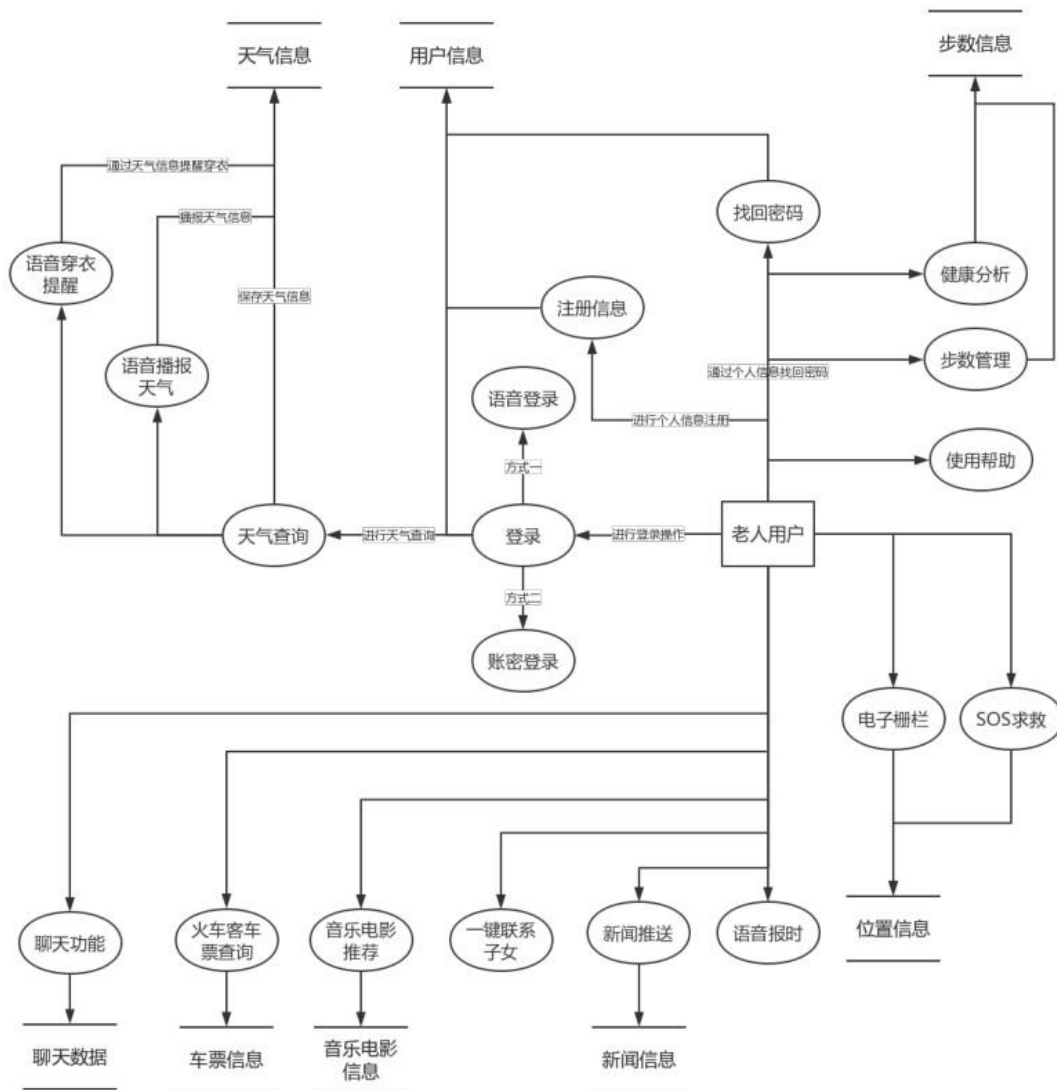 天气信息
用户信息
步数信息
通过天气信息提醒穿衣
找回密码
播报天气信息
语音穿衣
提醒
健康分析
保存天气信息
注册信息
语音播报
天气
步数管理
通过个人信息找回密码
语音登录
进行个人信息注册
使用帮助
方式一
天气查询
进行天气查询
登录
进行登录操作
老人用户
方式二
账密登录
电子栅栏
SOS求救
聊天功能
火车客车
票查询
音乐电影
推荐
一键联系
子女
新闻推送
语音报时
位置信息
聊天数据
车票信息
音乐电影
信息
新闻信息